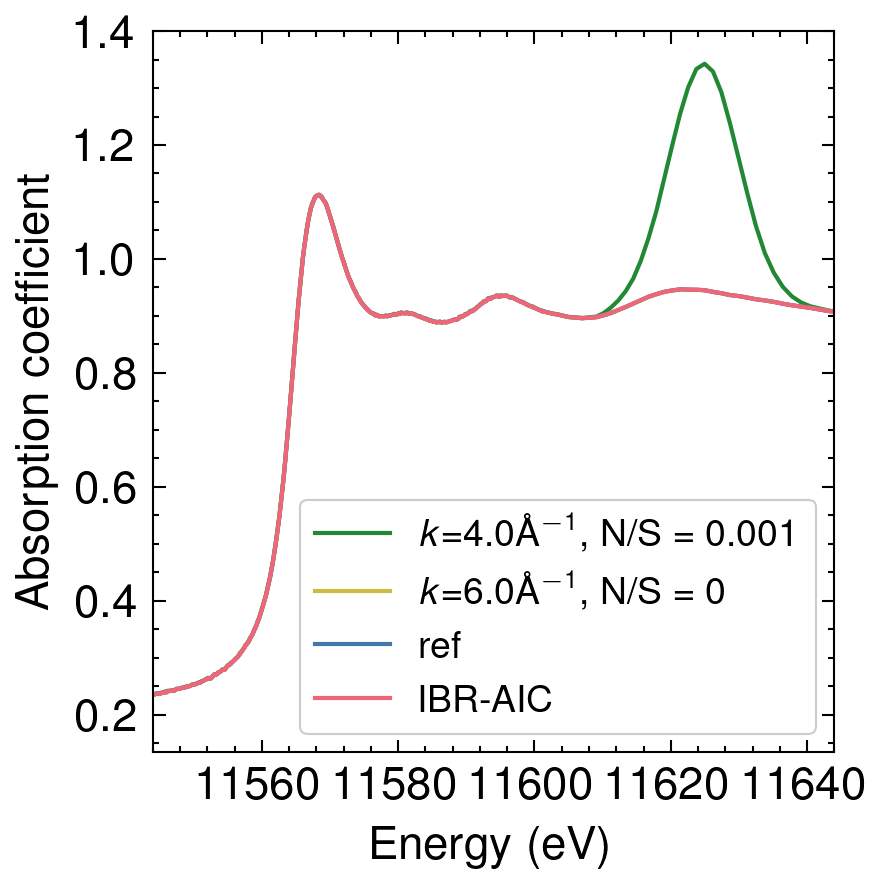 1.4
1.2
1.0
0.8
0.6
0.4
0.2
Absorption coefficient
k=4.0Å⁻¹, N/S = 0.001
k=6.0Å⁻¹, N/S = 0
ref
IBR-AIC
11560 11580 11600 11620 11640
Energy (eV)